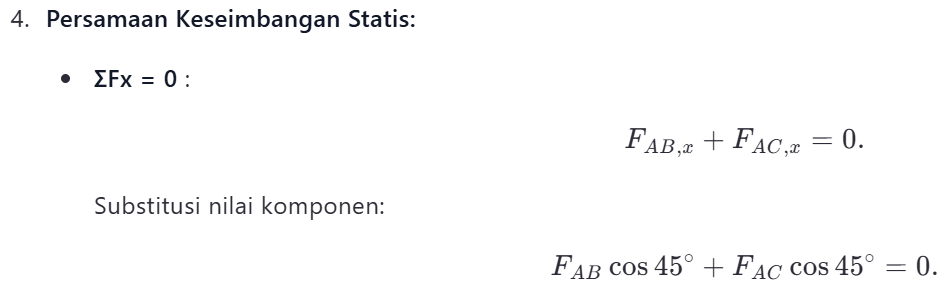 4. Persamaan Keseimbangan Statis:
• ΣFx = 0 :
F_{AB,x} + F_{AC,x} = 0.
Substitusi nilai komponen:
F_{AB} cos 45° + F_{AC} cos 45° = 0.